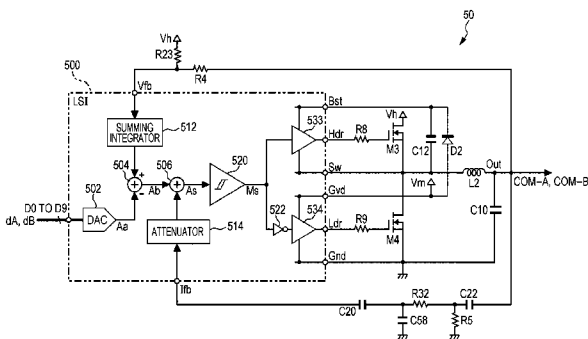 50
Vh
R23
R4
500
LSI
Vfb
SUMMING
INTEGRATOR
512
Bst
Vh
533
Hdr
R8
M3
C12
D2
504
+
-
506
520
Ab
As
Ms
Sw
Out
L2
COM-A, COM-B
D0 TO D9
dA, dB
502
DAC
Aa
Gvd
Vm
C10
ATTENUATOR
514
522
534
Ldr
R9
M4
Gnd
Ifb
C20
R32
C22
C58
R5